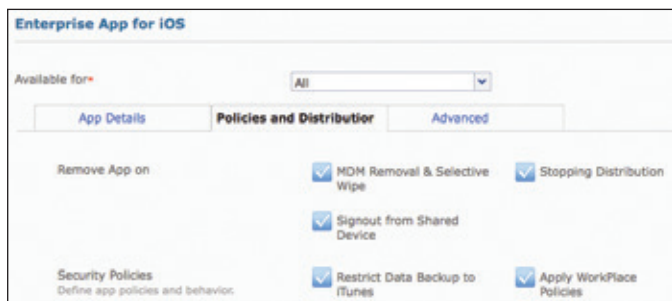 Enterprise App for iOS
Available for*
All
App Details
Policies and Distribution
Advanced
Remove App on
MDM Removal & Selective
Wipe
Stopping Distribution
Signout from Shared
Device
Security Policies
Define app policies and behavior.
Restrict Data Backup to
iTunes
Apply WorkPlace
Policies